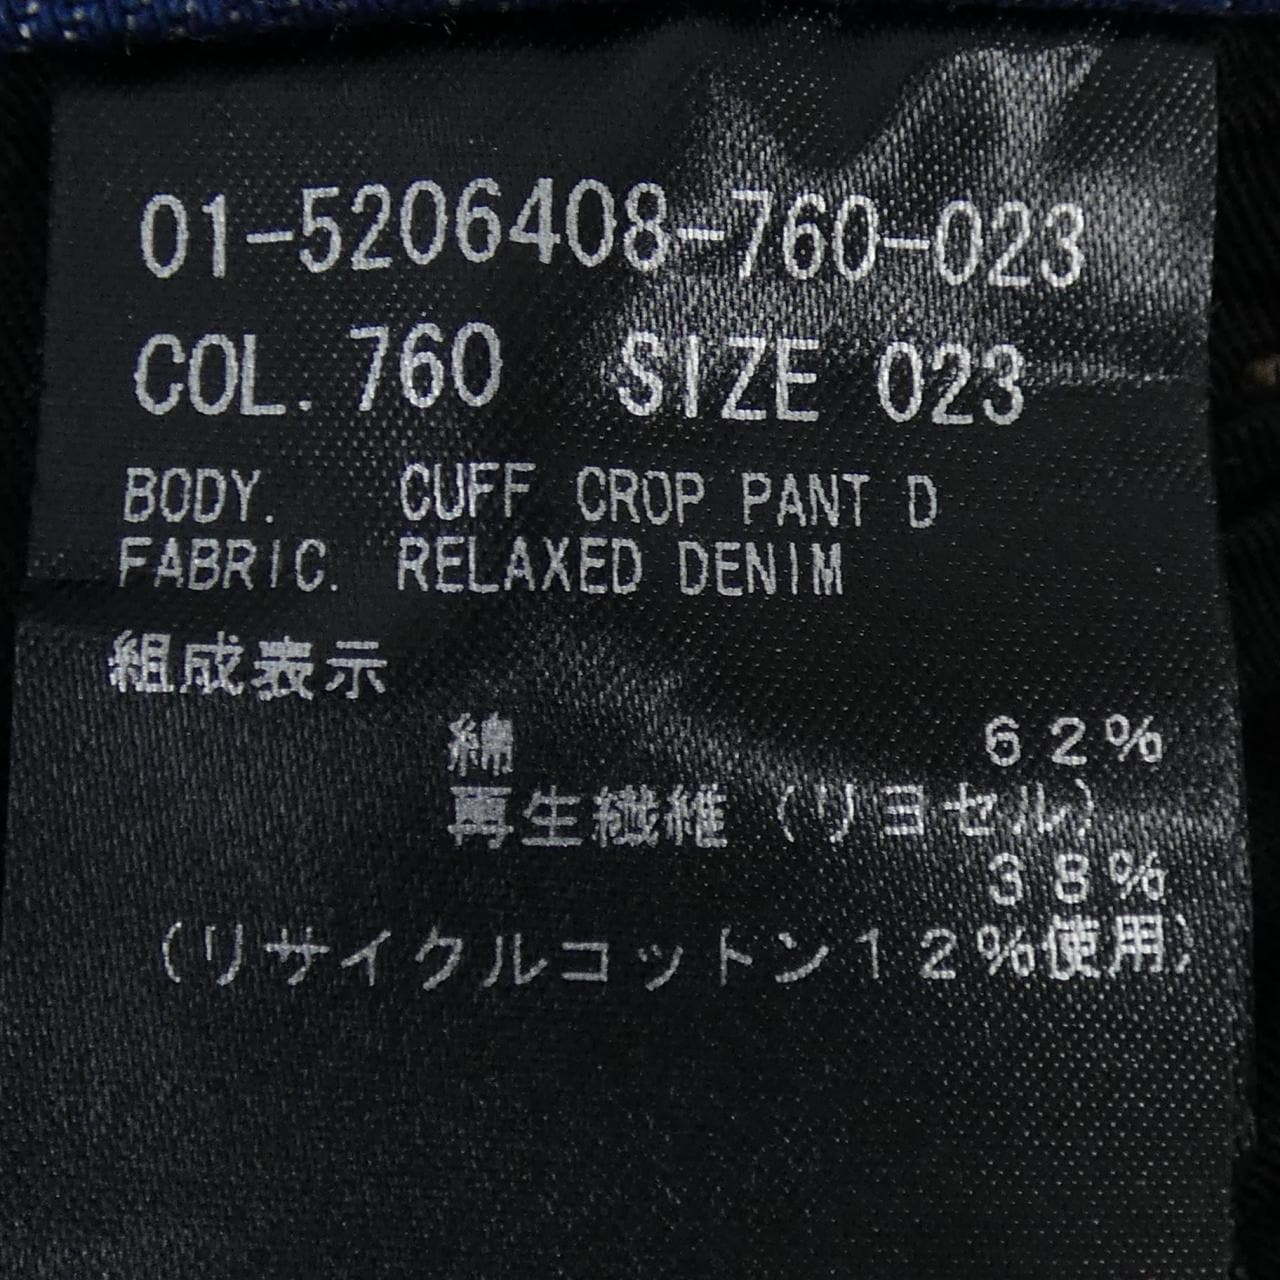 01-5206408-760-023
COL. 760 SIZE 023
BODY. CUFF CROP PANT D
FABRIC. RELAXED DENIM
組成表示
綿 62%
再生繊維(リヨセル)
38%
(リサイクルコットン12%使用)